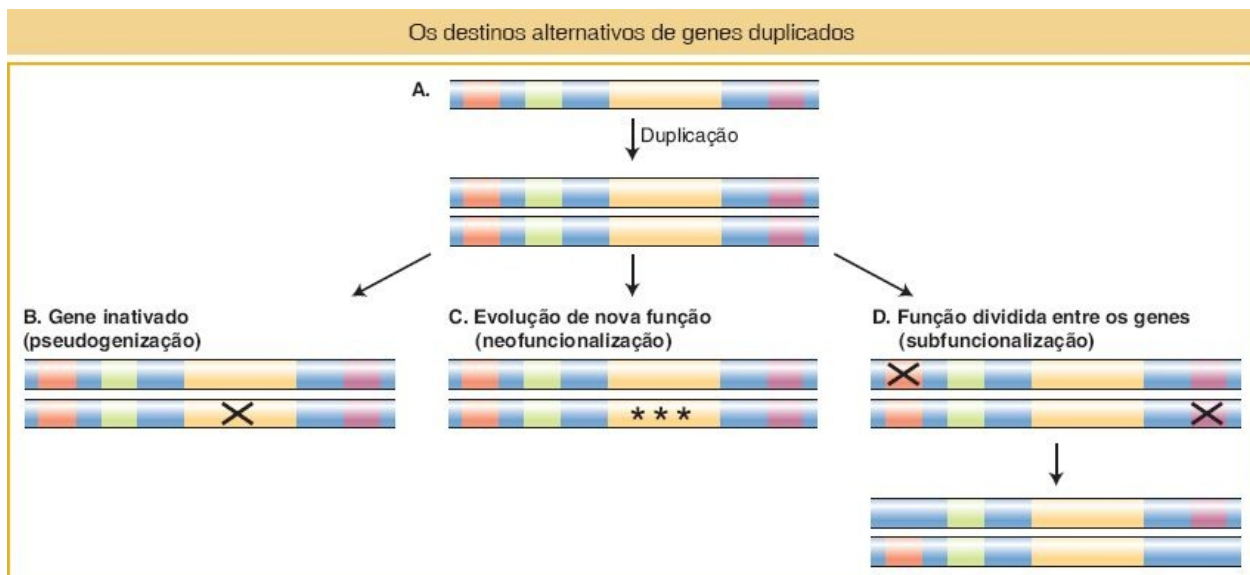 Os destinos alternativos de genes duplicados
A.
Duplicação
B. Gene inativado
(pseudogenização)
C. Evolução de nova função
(neofuncionalização)
* * *
D. Função dividida entre os genes
(subfuncionalização)